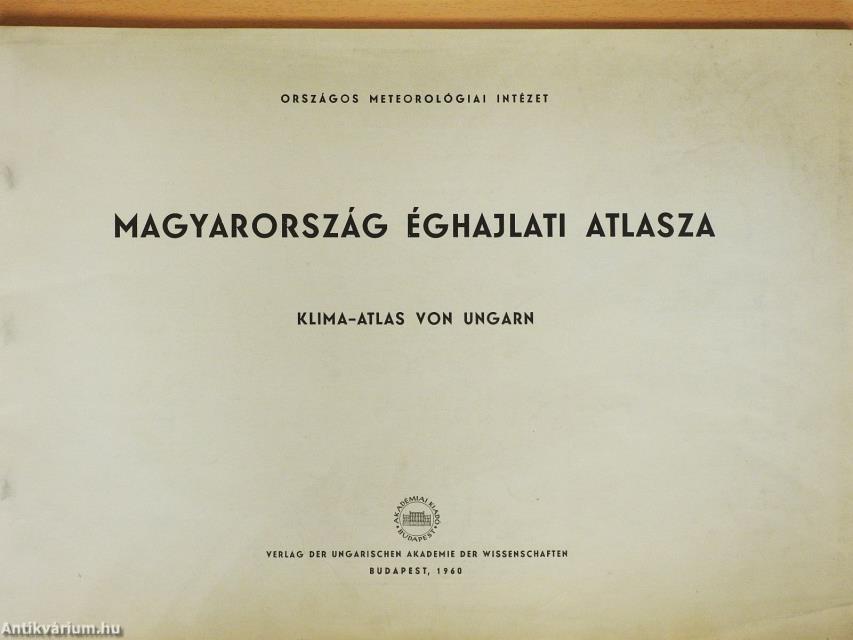 ORSZÁGOS METEOROLÓGIAI INTÉZET
MAGYARORSZÁG ÉGHAJLATI ATLASZA
KLIMA-ATLAS VON UNGARN
AKADÉMIAI KIADÓ
BUDAPEST
VERLAG DER UNGARISCHEN AKADEMIE DER WISSENSCHAFTEN
BUDAPEST, 1960
Antikvárium.hu